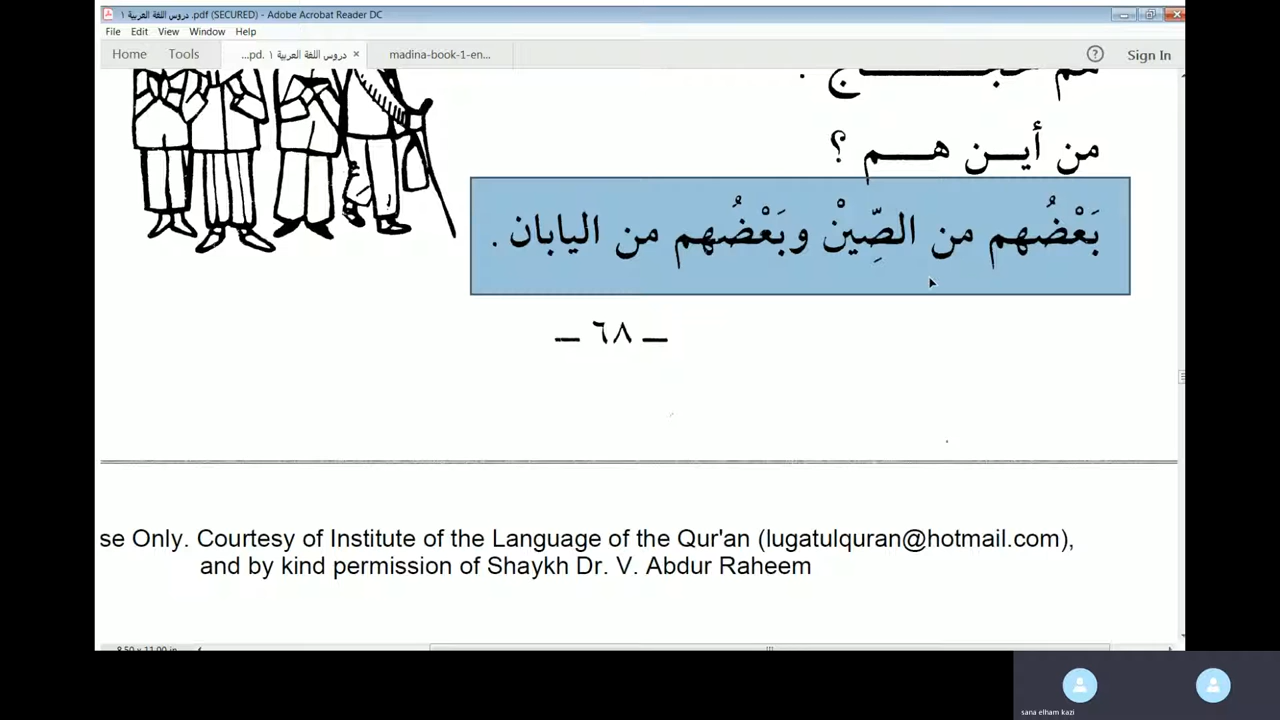 دروس اللغة العربية ١ .pdf (SECURED) - Adobe Acrobat Reader DC
File Edit View Window Help
Home Tools دروس اللغة العربية ١ .pd... × madina-book-1-en... ? Sign In
من أيــن هــــم ؟
بَعْضُهم من الصِّيْن وبَعْضُهم من اليابان .
– ٦٨ –
se Only. Courtesy of Institute of the Language of the Qur'an (lugatulquran@hotmail.com),
and by kind permission of Shaykh Dr. V. Abdur Raheem
sana elham kazi